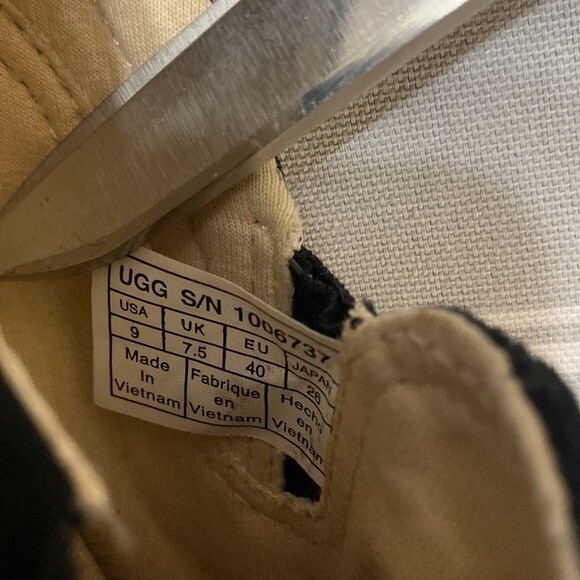 UGG S/N 1006737
USA UK EU JAPAN
9 7.5 40 26
Made Fabrique Hecho
In en en
Vietnam Vietnam Vietnam